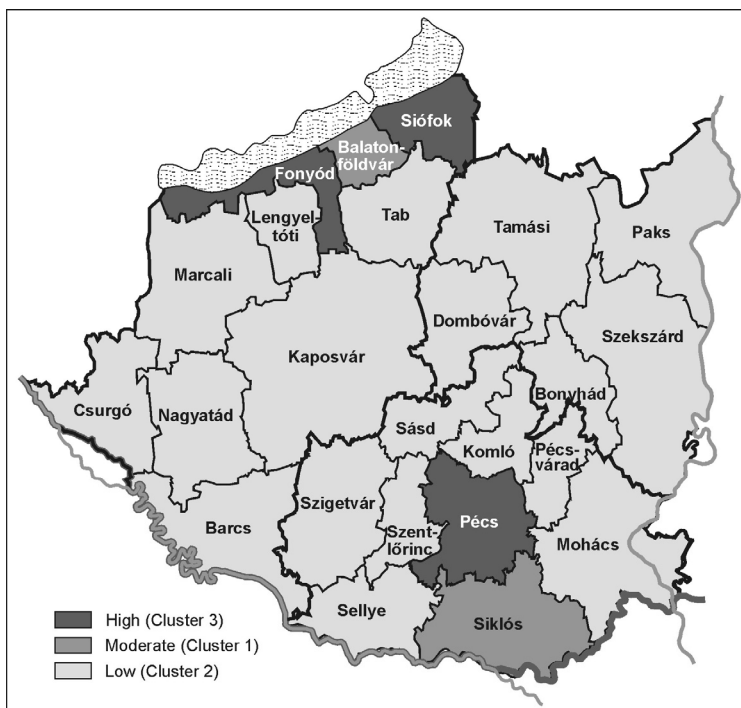 Siófok
Balaton-
földvár
Fonyód
Lengyel-
tóti
Tab
Tamási
Paks
Marcali
Dombóvár
Szekszárd
Kaposvár
Csurgó
Nagyatád
Bonyhád
Sásd
Komló
Pécs-
várad
Szigetvár
Pécs
Barcs
Szent-
lőrinc
Mohács
Sellye
Siklós
High (Cluster 3)
Moderate (Cluster 1)
Low (Cluster 2)